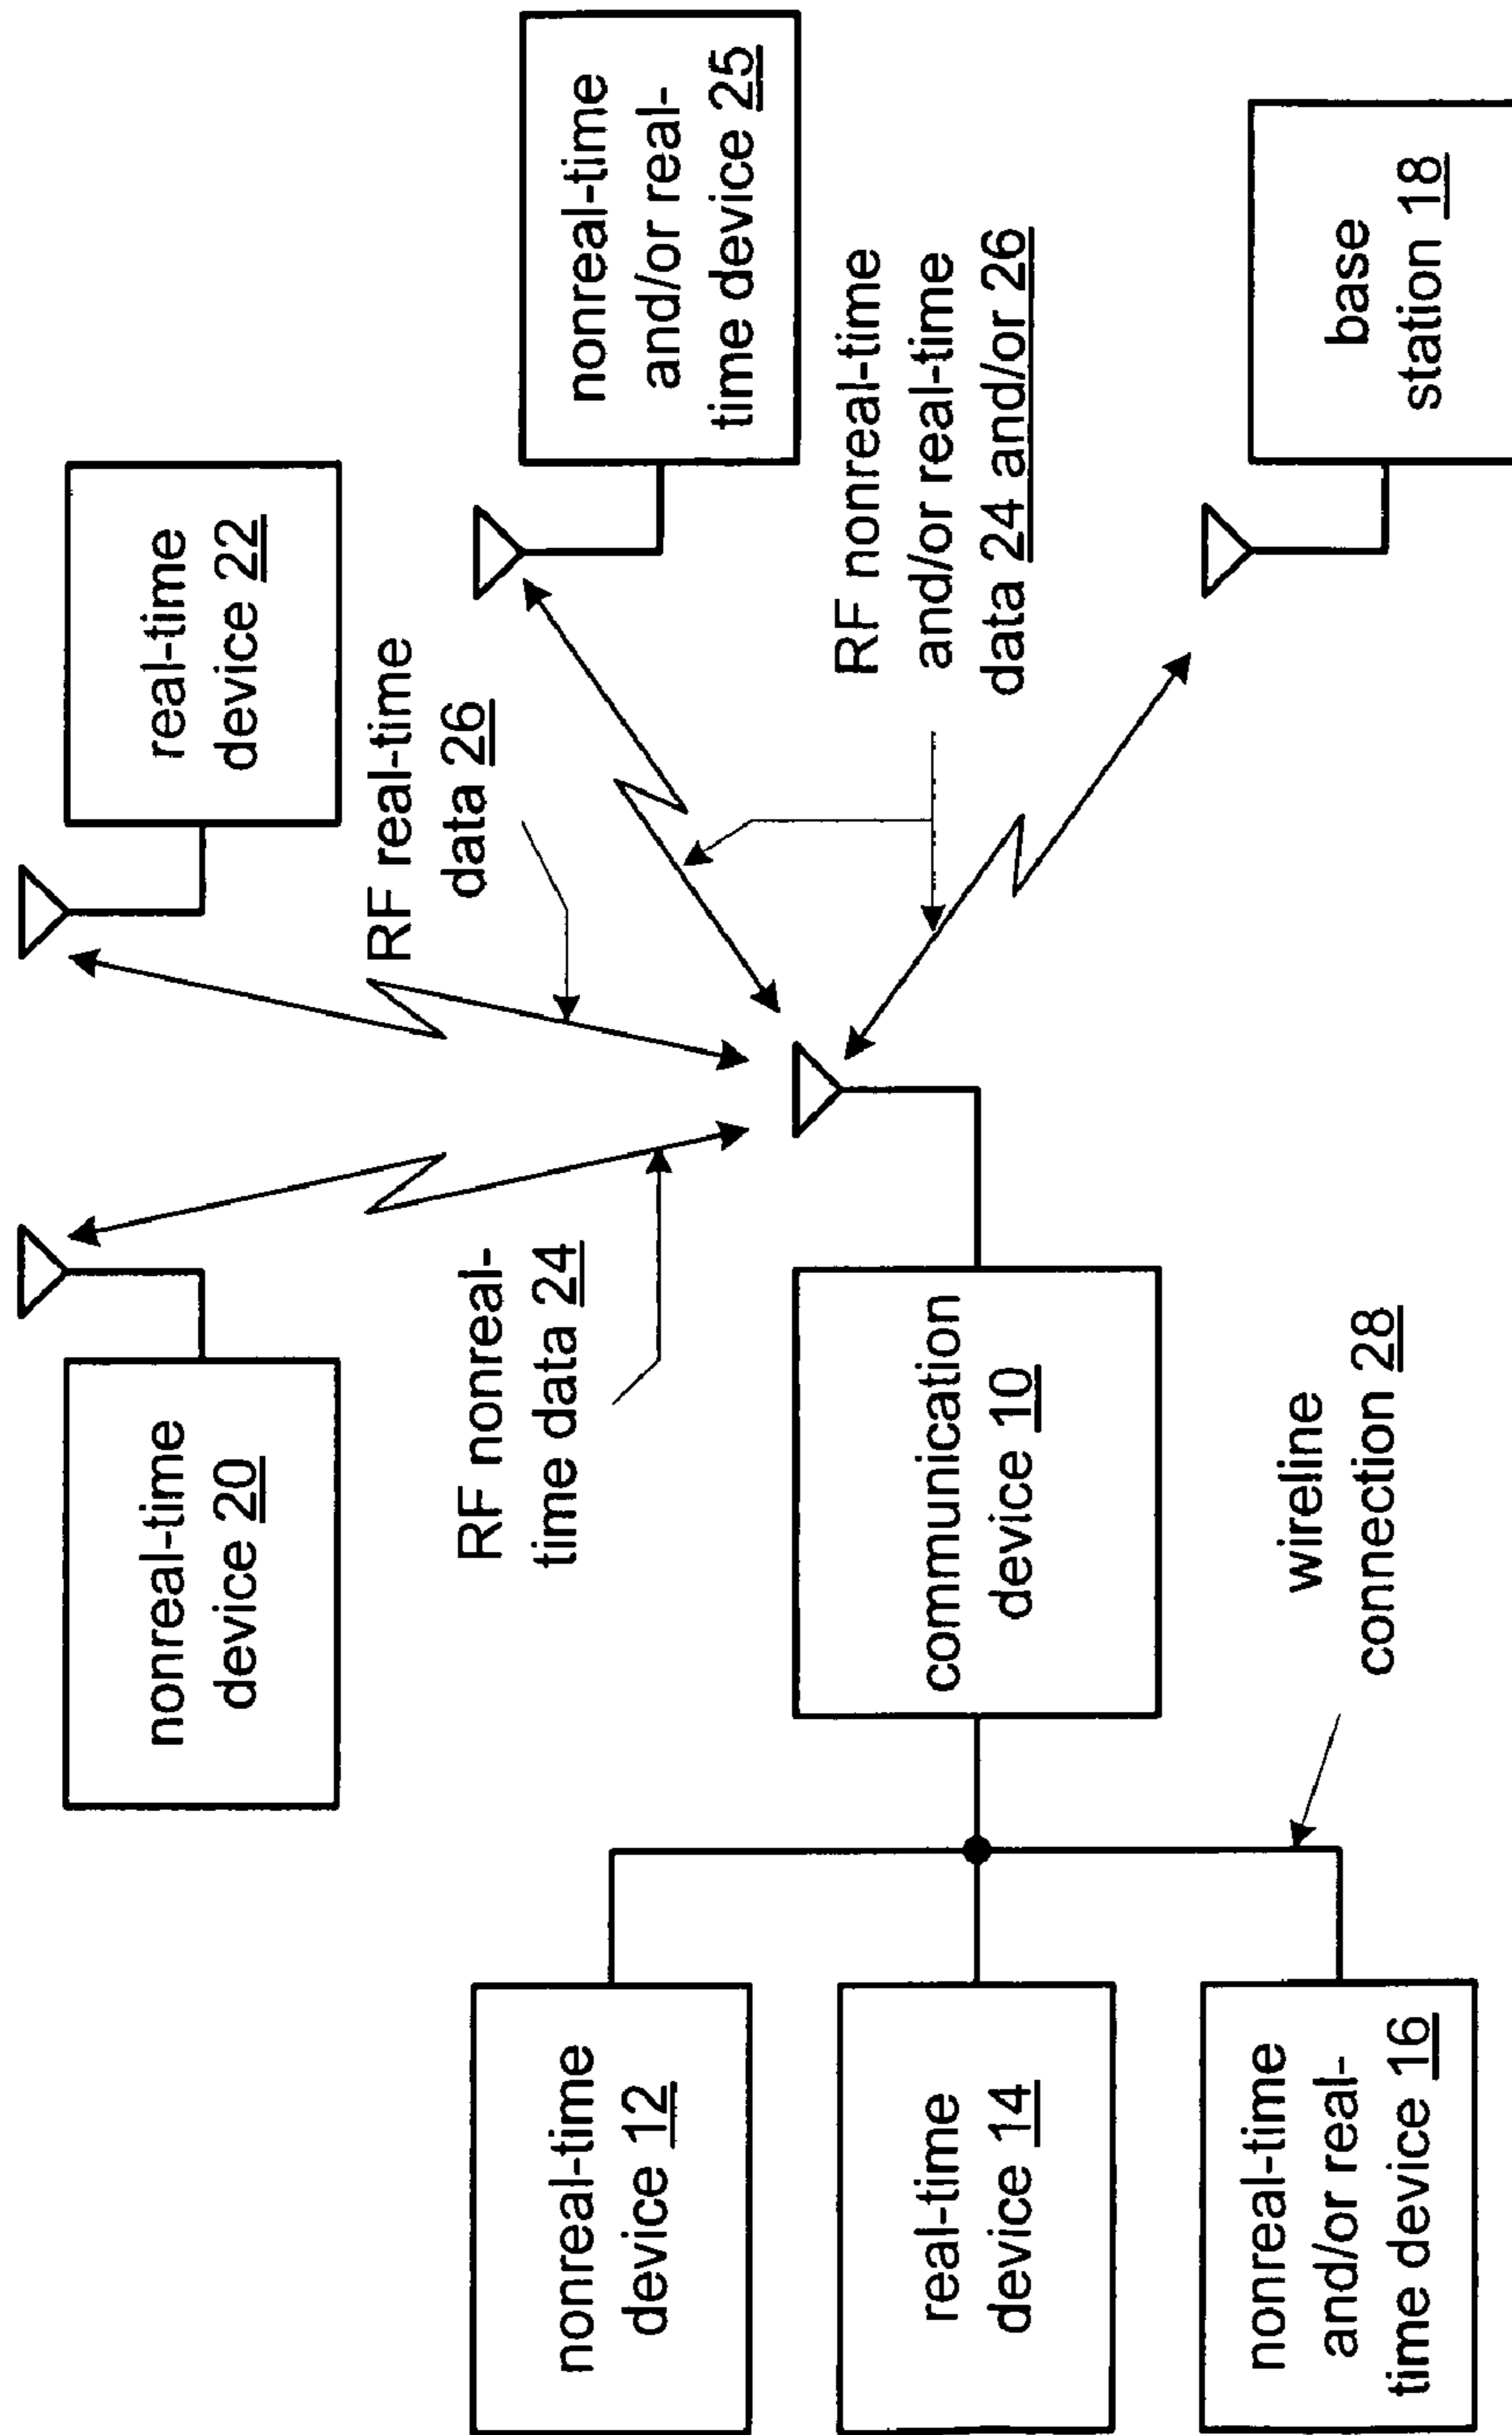 nonreal-time
device 20
real-time
device 22
RF real-time
data 26
RF nonreal-
time data 24
nonreal-time
and/or real-
time device 25
nonreal-time
device 12
communication
device 10
RF nonreal-time
and/or real-time
data 24 and/or 26
real-time
device 14
wireline
connection 28
nonreal-time
and/or real-
time device 16
base
station 18